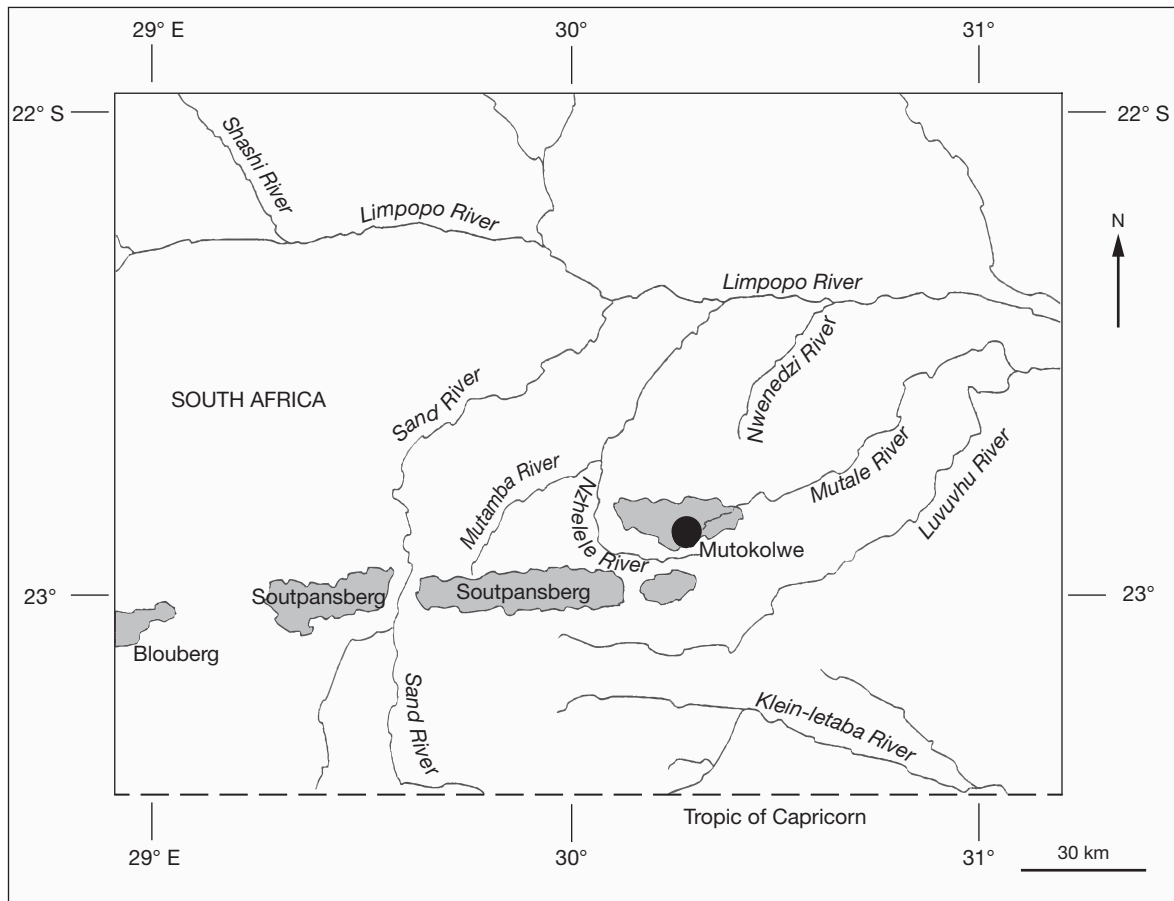 29° E
30°
31°
22° S
22° S
Shashi River
Limpopo River
N
Limpopo River
Nwenedzi River
SOUTH AFRICA
Sand River
Mutamba River
Nzhelele River
Mutale River
Luvuvhu River
Mutokolwe
23°
Soutpansberg
Soutpansberg
23°
Blouberg
Sand River
Klein-letaba River
Tropic of Capricorn
29° E
30°
31°
30 km